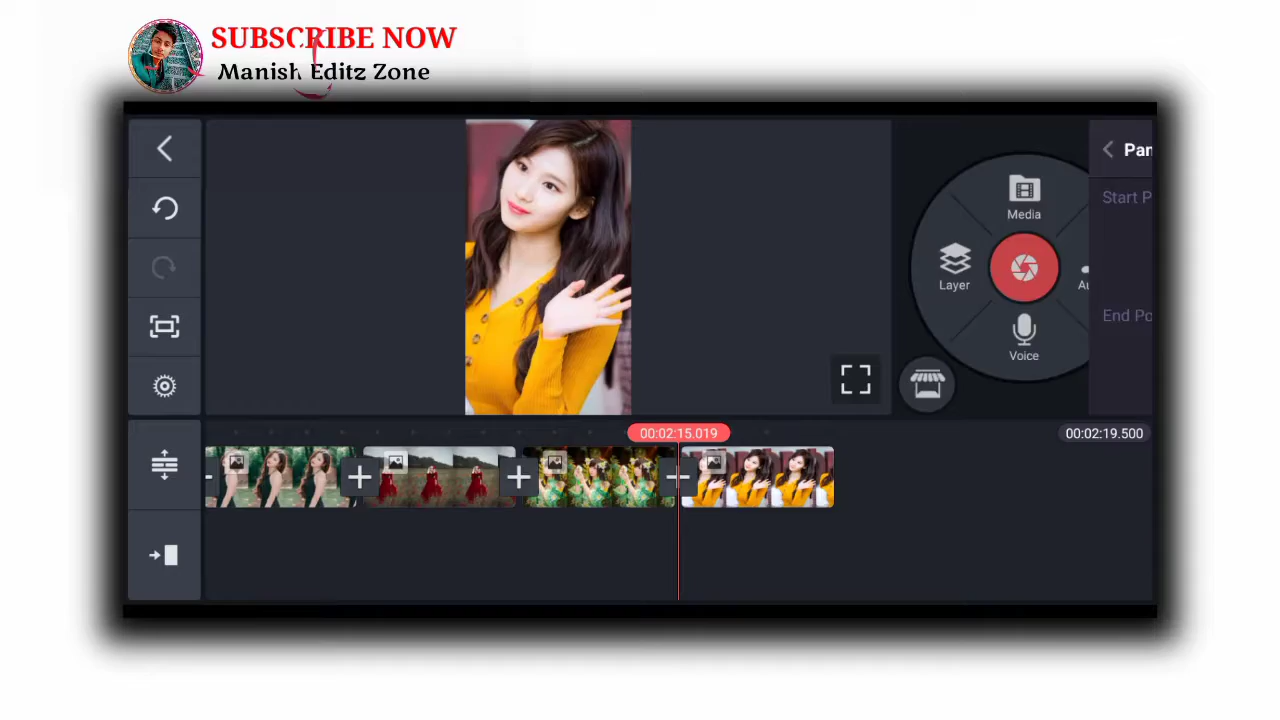 SUBSCRIBE NOW
Manish Editz Zone
Pan
Start P
Media
Layer
Au
End Po
Voice
00:02:15.019
00:02:19.500